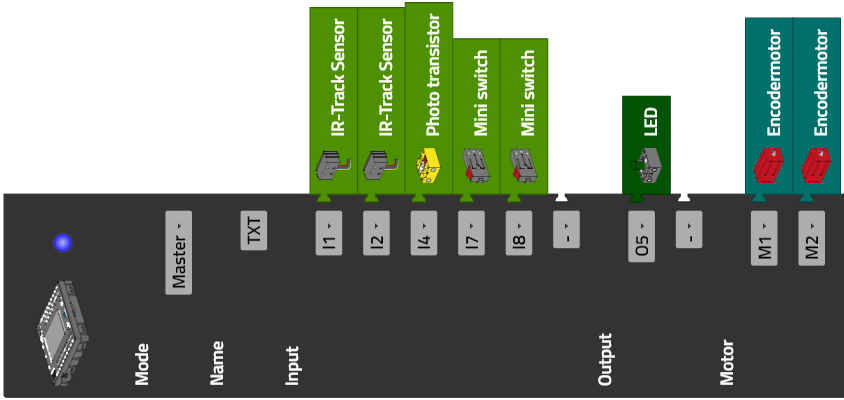 Mode Master
Name TXT
Input I1 IR-Track Sensor
I2 IR-Track Sensor
I4 Photo transistor
I7 Mini switch
I8 Mini switch
-
Output O5 LED
-
Motor M1 Encodermotor
M2 Encodermotor